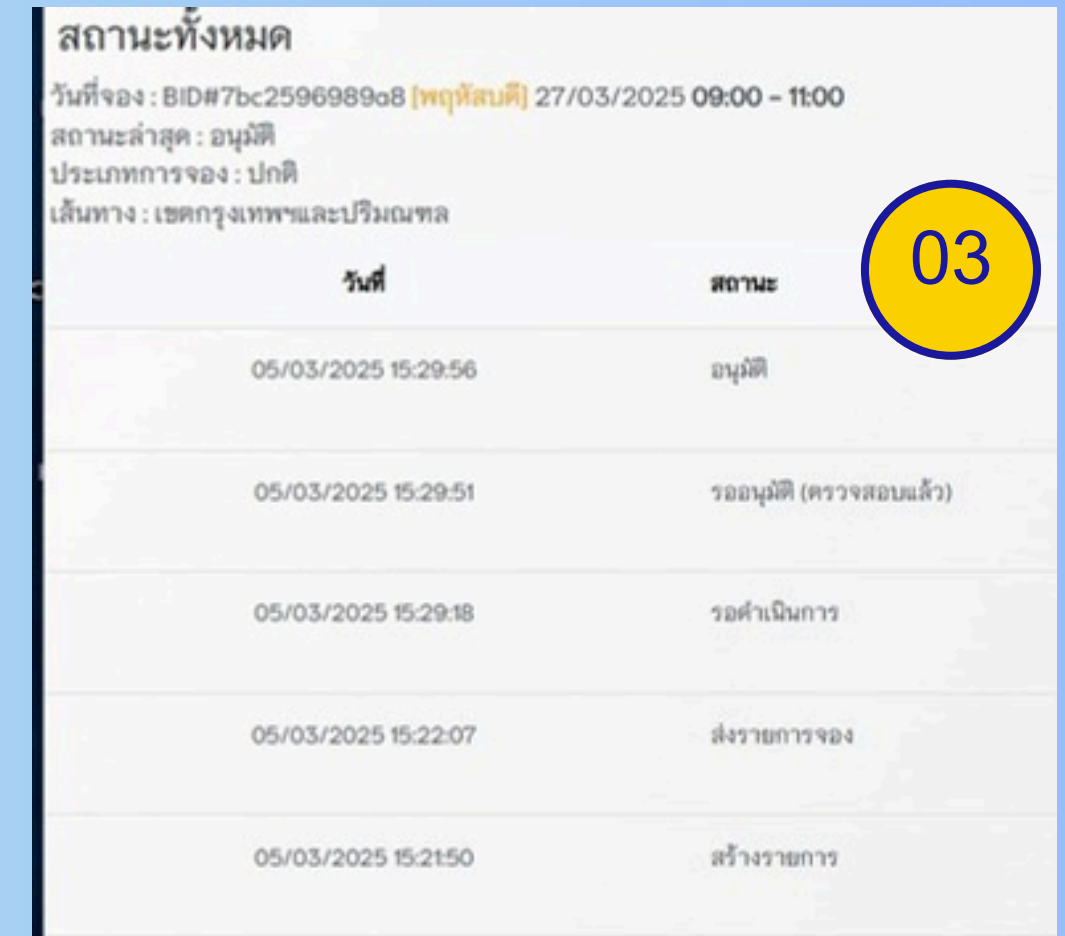 สถานะทั้งหมด
วันที่จอง : BID#7bc2596989a8 [พฤหัสบดี] 27/03/2025 09:00 - 11:00
สถานะล่าสุด : อนุมัติ
ประเภทการจอง : ปกติ
เส้นทาง : เขตกรุงเทพฯและปริมณฑล
03
วันที่ สถานะ
05/03/2025 15:29:56 อนุมัติ
05/03/2025 15:29:51 รออนุมัติ (ตรวจสอบแล้ว)
05/03/2025 15:29:18 รอดำเนินการ
05/03/2025 15:22:07 ส่งรายการจอง
05/03/2025 15:21:50 สร้างรายการ